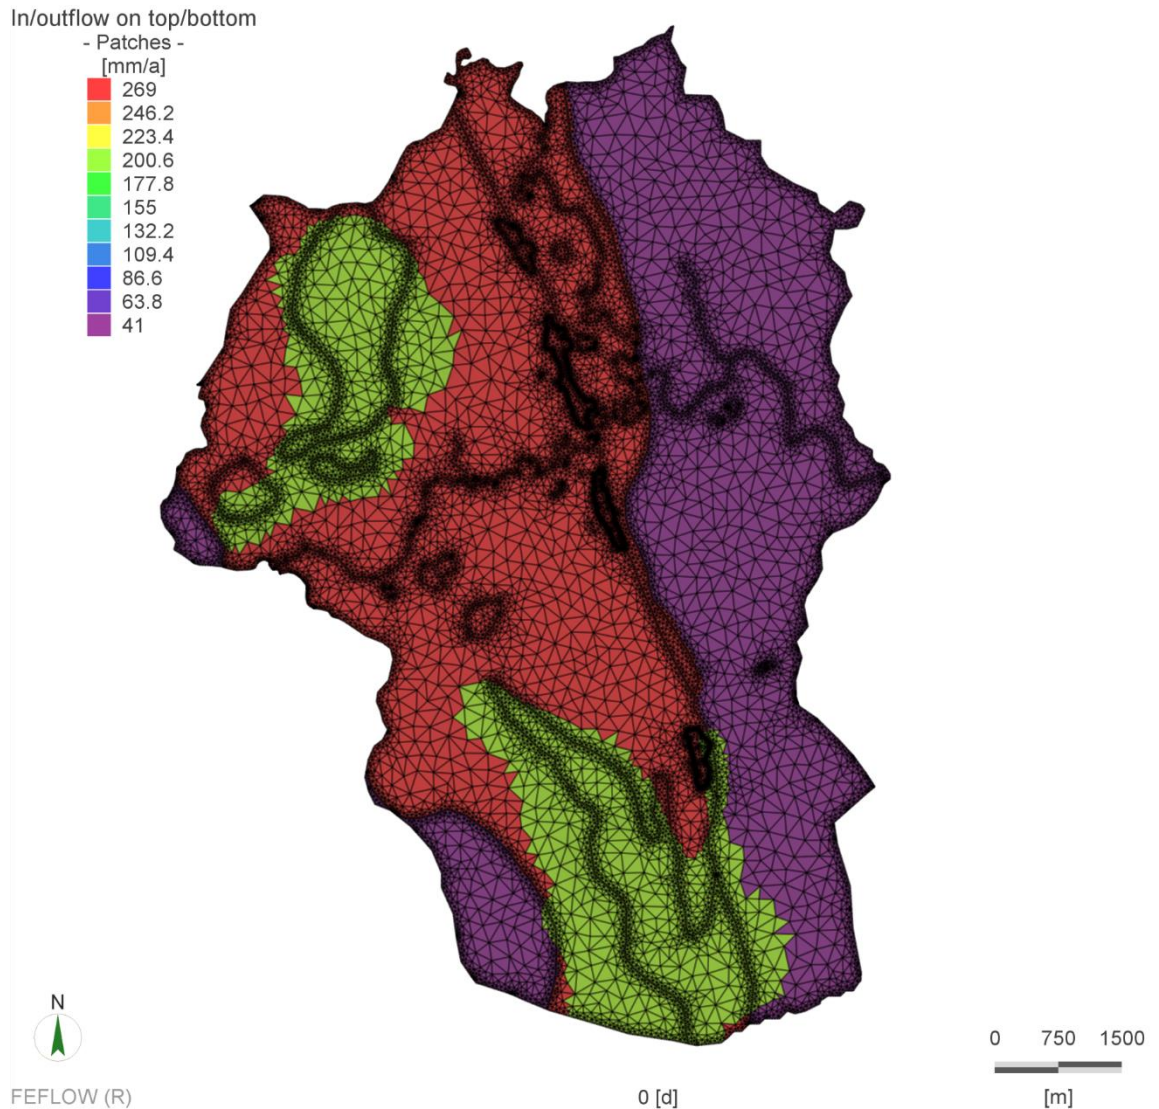 In/outflow on top/bottom
- Patches -
[mm/a]
269
246.2
223.4
200.6
177.8
155
132.2
109.4
86.6
63.8
41
N
0 750 1500
FEFLOW (R) 0 [d] [m]